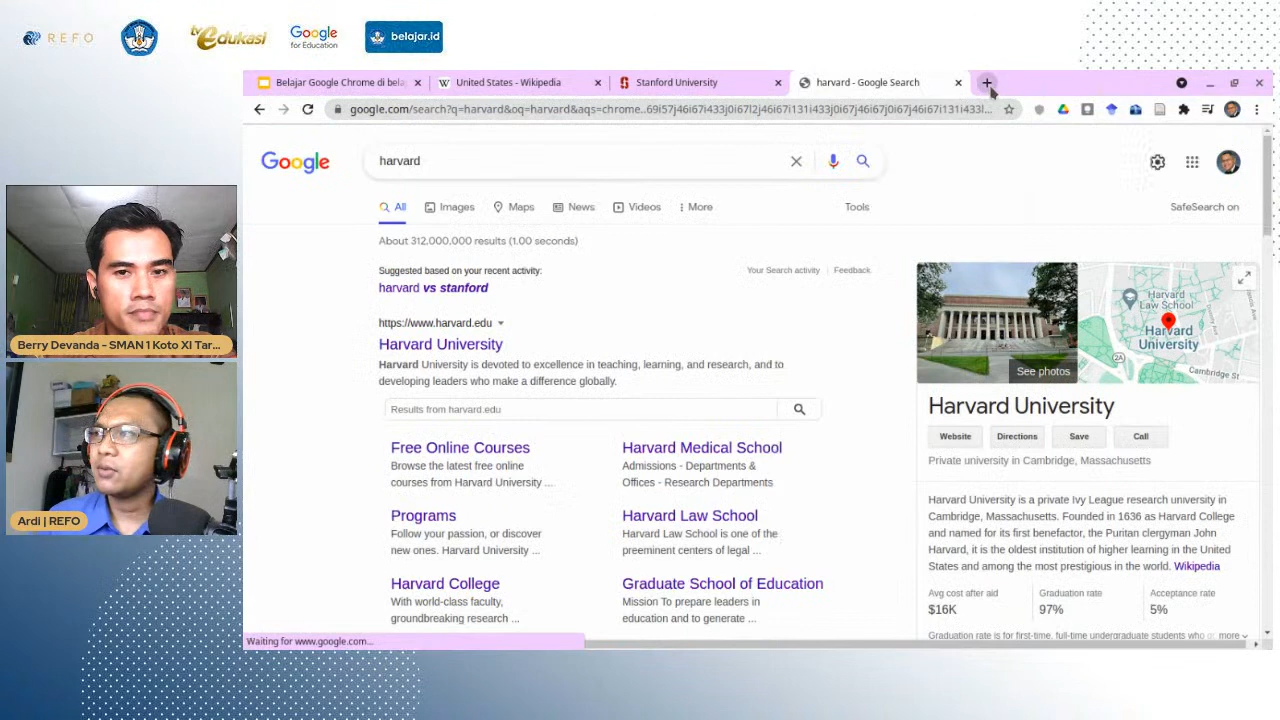 REFO
tv edukasi
Google
for Education
belajar.id
Belajar Google Chrome di bela
United States - Wikipedia
Stanford University
harvard - Google Search
google.com/search?q=harvard&oq=harvard&aqs=chrome..69i57j46i67i433j0i67l2j46i67i131i433j0i67j46i67j0i67i131i433l...
Google
harvard
All
Images
Maps
News
Videos
More
Tools
SafeSearch on
About 312,000,000 results (1.00 seconds)
Suggested based on your recent activity:
Your Search activity
Feedback
harvard vs stanford
https://www.harvard.edu
Harvard University
Harvard University is devoted to excellence in teaching, learning, and research, and to
developing leaders who make a difference globally.
Results from harvard.edu
Free Online Courses
Browse the latest free online
courses from Harvard University ...
Harvard Medical School
Admissions - Departments &
Offices - Research Departments
Programs
Follow your passion, or discover
new ones. Harvard University ...
Harvard Law School
Harvard Law School is one of the
preeminent centers of legal ...
Harvard College
With world-class faculty,
groundbreaking research ...
Graduate School of Education
Mission To prepare leaders in
education and to generate ...
See photos
Harvard
Law School
Harvard
University
2A
Cambridge St
Harvard University
Website
Directions
Save
Call
Private university in Cambridge, Massachusetts
Harvard University is a private Ivy League research university in
Cambridge, Massachusetts. Founded in 1636 as Harvard College
and named for its first benefactor, the Puritan clergyman John
Harvard, it is the oldest institution of higher learning in the United
States and among the most prestigious in the world. Wikipedia
Avg cost after aid
$16K
Graduation rate
97%
Acceptance rate
5%
Graduation rate is for first-time, full-time undergraduate students who
more
Waiting for www.google.com...
Berry Devanda - SMAN 1 Koto XI Tar...
Ardi | REFO